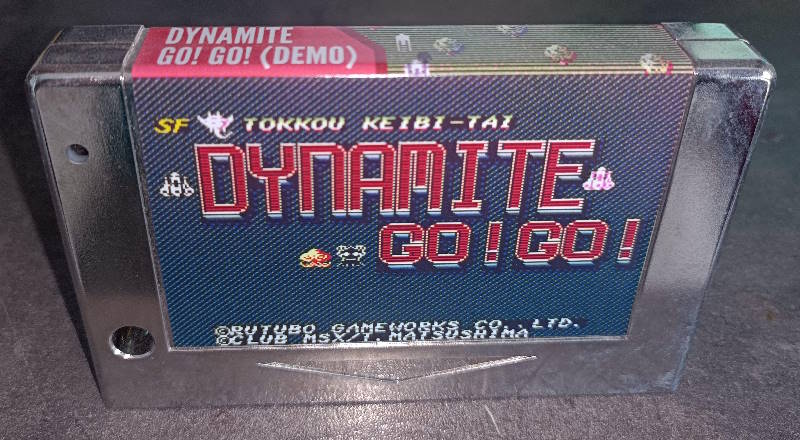 DYNAMITE
GO! GO! (DEMO)
SF TOKKOU KEIBI-TAI
DYNAMITE
GO!GO!
©RUTUBO GAMEWORKS CO.,LTD.
©CLUB MSX/T.MATSUSHIMA